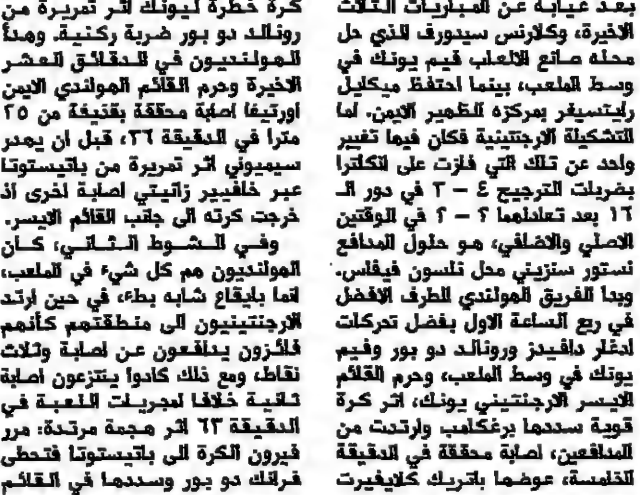 بعد غيابه عن المباريات الثلاث
الاخيرة، وكلارنس سيدورف الذي حل
محله صانع الالعاب فيم يونك في
وسط الملعب، بينما احتفظ ميكايل
رايتسيغر بمركزه للظهير الايمن. اما
التشكيلة الارجنتينية فكان فيها تغيير
واحد عن تلك التي فازت على انكلترا
بضربات الترجيح ٤ – ٣ في دور الـ
١٦ بعد تعادلهما ٢ – ٢ في الوقتين
الاصلي والاضافي، هو حلول المدافع
نستور سنزيني محل نلسون فيفاس.
وبدا الفريق الهولندي الطرف الافضل
في ربع الساعة الاول بفضل تحركات
ادغار دافيدز ورونالد دو بور وفيم
يونك في وسط الملعب، وحرم القائم
الايسر الارجنتيني يونك، اثر كرة
قوية سددها برغكامب وارتدت من
المدافعين، اصابة محققة في الدقيقة
الخامسة، عوضها باتريك كلايفيرت
كرة خطرة ليونك اثر تمريرة من
رونالد دو بور ضربة ركنية. وهدأ
الهولنديون في الدقائق العشر
الاخيرة وحرم القائم الهولندي الايمن
اورتيغا اصابة محققة بقذيفة من ٢٥
مترا في الدقيقة ٣٦، قبل ان يهدر
سيميوني اثر تمريرة من باتيستوتا
عبر خافيير زانيتي اصابة اخرى اذ
خرجت كرته الى جانب القائم الايسر.
وفي الشوط الثاني، كان
الهولنديون هم كل شيء في الملعب،
انما بايقاع شابه بطء، في حين ارتد
الارجنتينيون الى منطقتهم كأنهم
فائزون يدافعون عن اصابة وثلاث
نقاط، ومع ذلك كادوا ينتزعون اصابة
ثانية خلافا لمجريات اللعبة في
الدقيقة ٦٣ اثر هجمة مرتدة: مرر
فيرون الكرة الى باتيستوتا فتخطى
فرانك دو بور وسددها في القائم